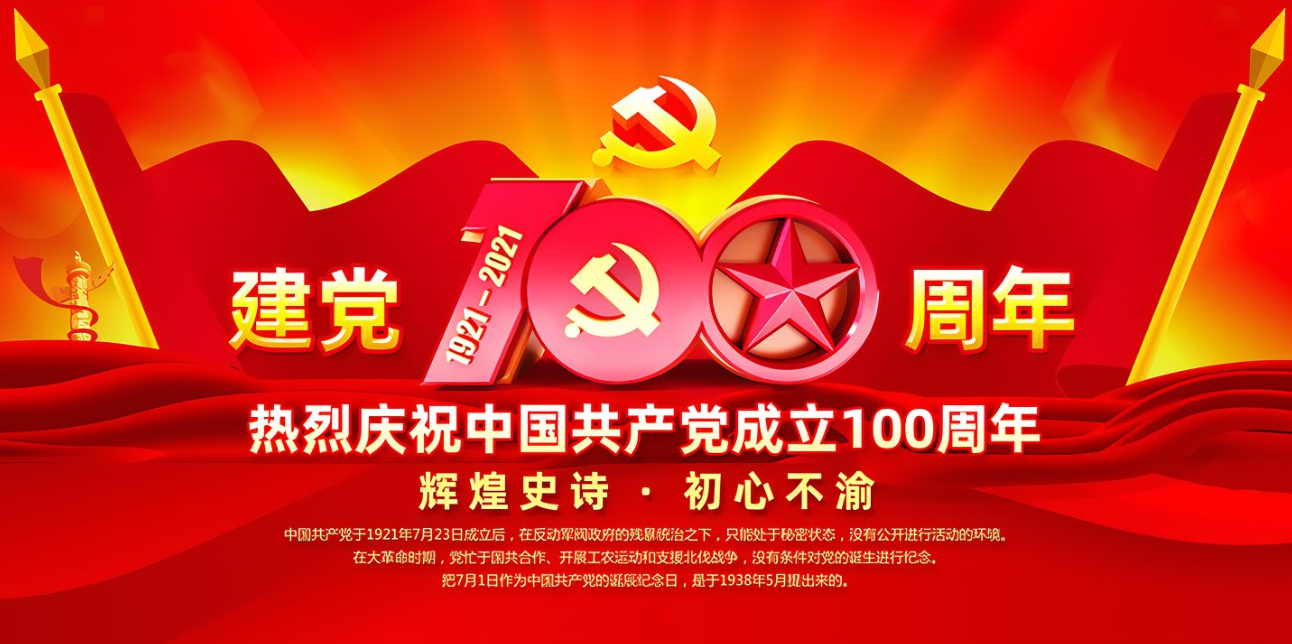 1921-2021
建党
周年
热烈庆祝中国共产党成立100周年
辉煌史诗 · 初心不渝
中国共产党于1921年7月23日成立后，在反动军阀政府的残暴统治之下，只能处于秘密状态，没有公开进行活动的环境。
在大革命时期，党忙于国共合作、开展工农运动和支援北伐战争，没有条件对党的诞生进行纪念。
把7月1日作为中国共产党的诞辰纪念日，是于1938年5月提出来的。